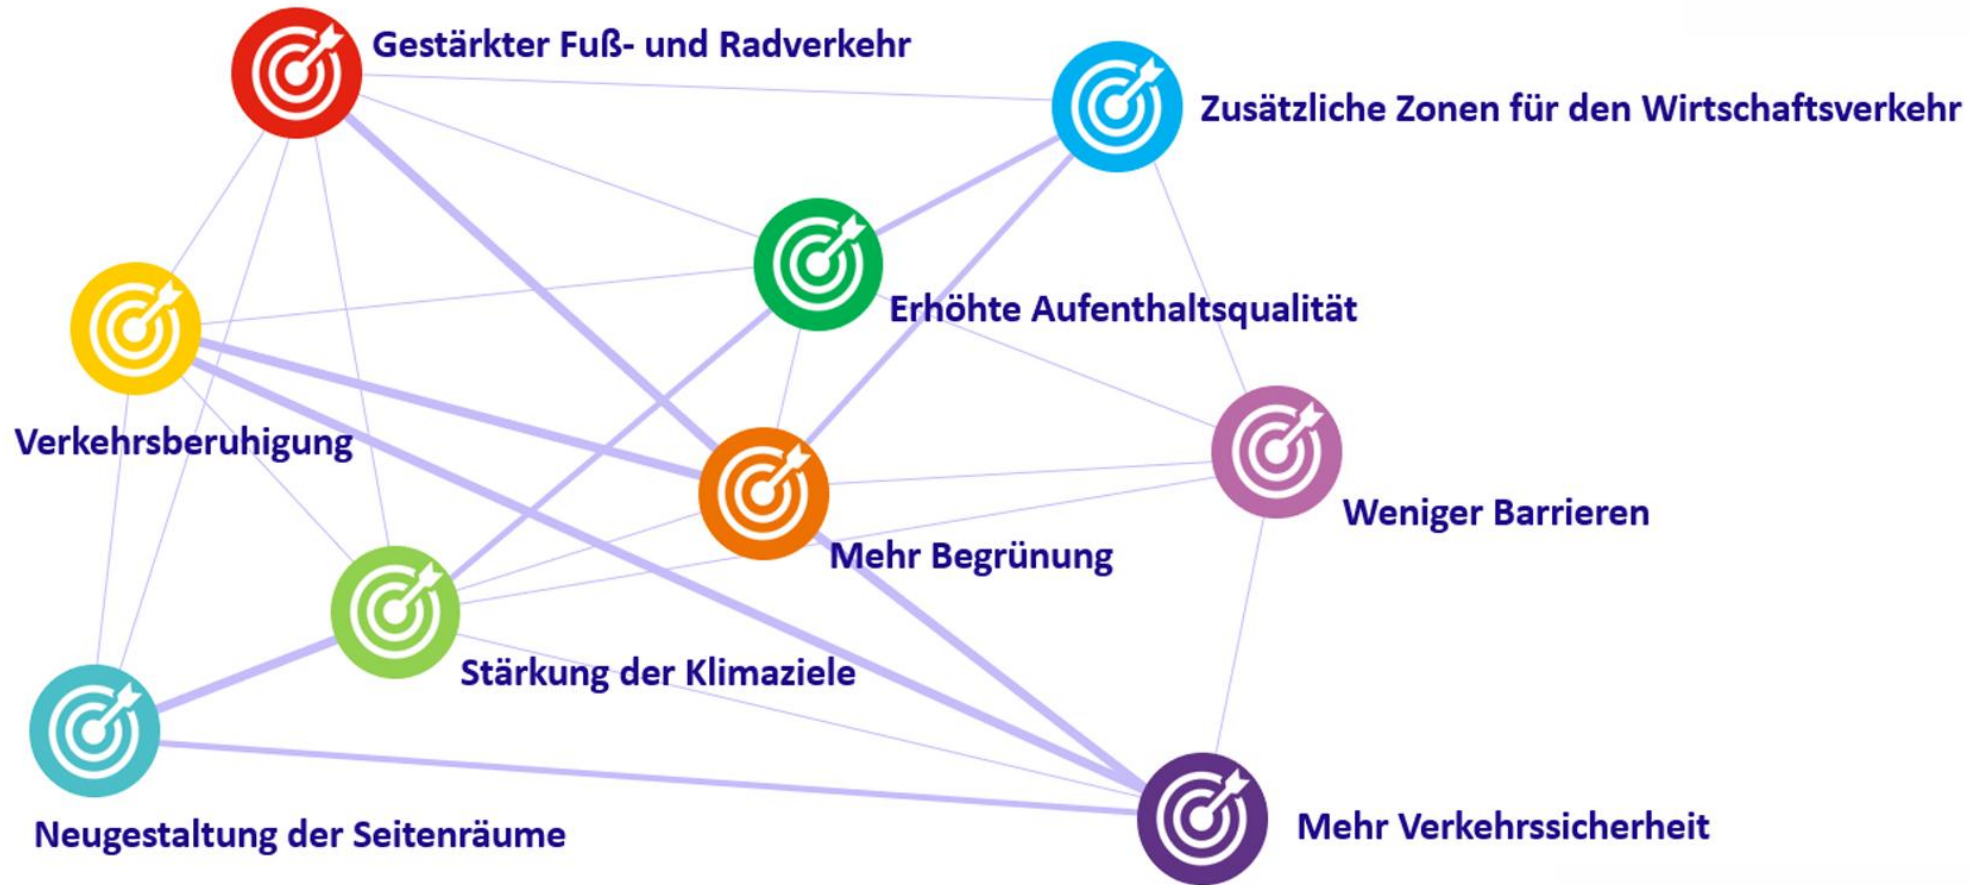 Gestärkter Fuß- und Radverkehr
Zusätzliche Zonen für den Wirtschaftsverkehr
Erhöhte Aufenthaltsqualität
Verkehrsberuhigung
Weniger Barrieren
Mehr Begrünung
Stärkung der Klimaziele
Neugestaltung der Seitenräume
Mehr Verkehrssicherheit